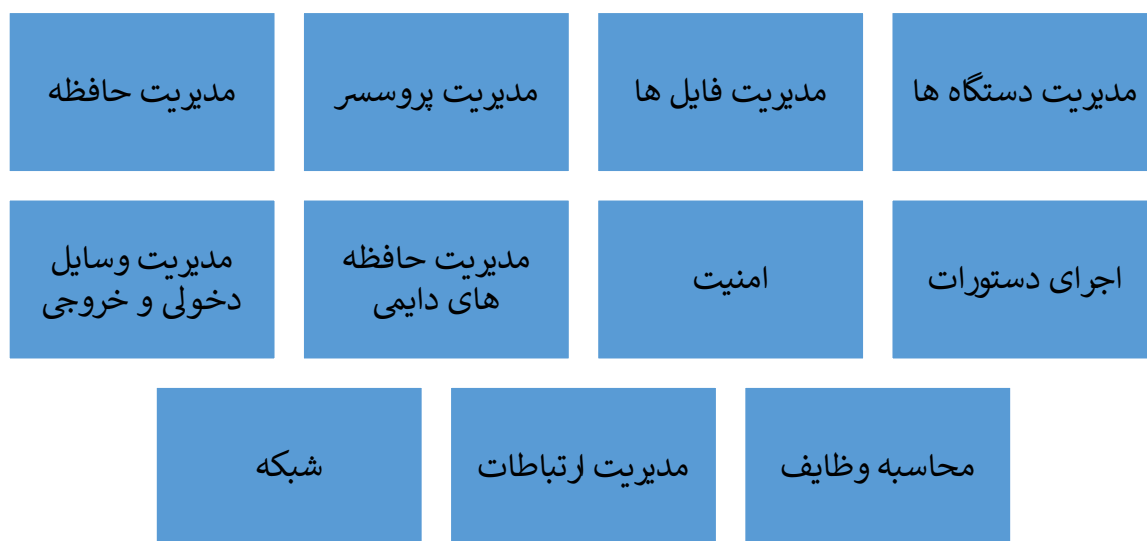 مدیریت دستگاه ها
مدیریت فایل ها
مدیریت پروسسر
مدیریت حافظه
اجرای دستورات
امنیت
مدیریت حافظه
های دایمی
مدیریت وسایل
دخولی و خروجی
محاسبه وظایف
مدیریت ارتباطات
شبکه